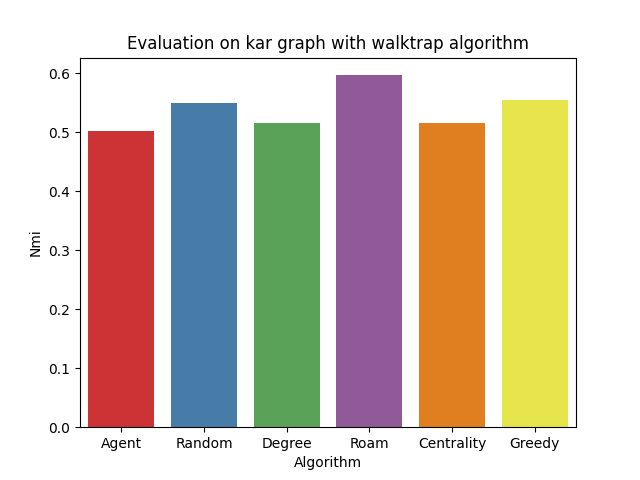 Evaluation on kar graph with walktrap algorithm
0.6
0.5
0.4
0.3
0.2
0.1
0.0
Nmi
Agent Random Degree Roam Centrality Greedy
Algorithm